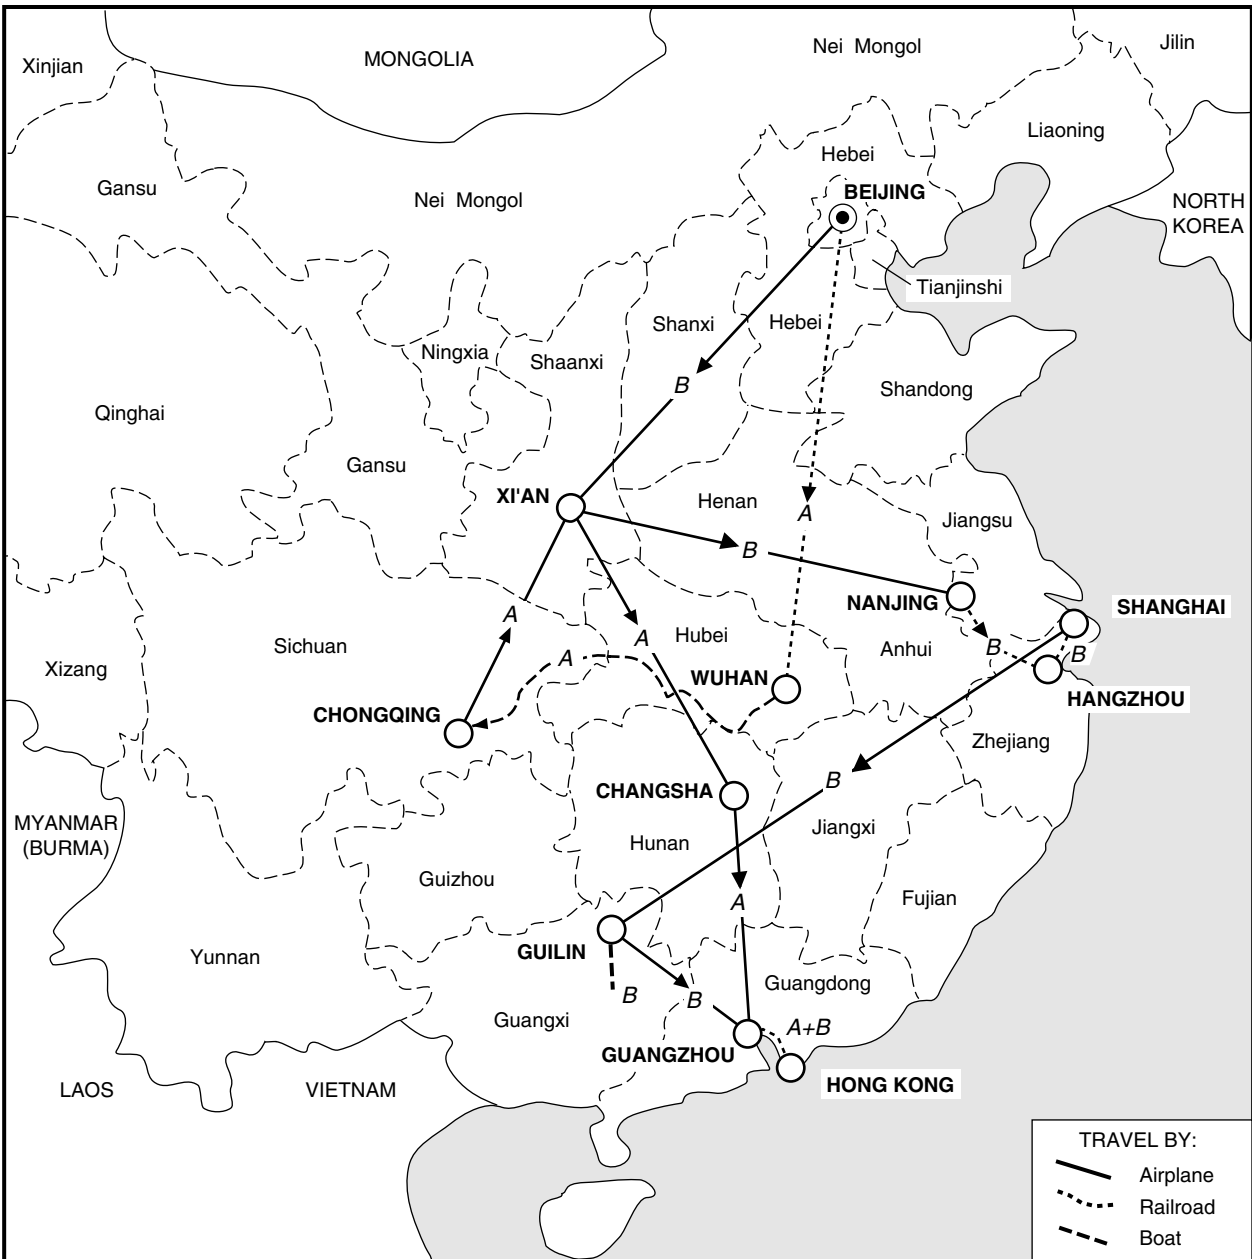 Xinjian
MONGOLIA
Nei Mongol
Jilin
Liaoning
Hebei
Gansu
BEIJING
Nei Mongol
NORTH
KOREA
Tianjinshi
Shanxi
Hebei
Ningxia
Shaanxi
B
Shandong
Qinghai
Gansu
XI'AN
Henan
A
Jiangsu
B
NANJING
SHANGHAI
A
A
Hubei
Sichuan
Anhui
B
B
Xizang
A
WUHAN
HANGZHOU
CHONGQING
Zhejiang
B
CHANGSHA
MYANMAR
(BURMA)
Jiangxi
Hunan
Guizhou
A
Fujian
GUILIN
Yunnan
Guangdong
B
B
Guangxi
A+B
GUANGZHOU
LAOS
VIETNAM
HONG KONG
TRAVEL BY:
Airplane
Railroad
Boat